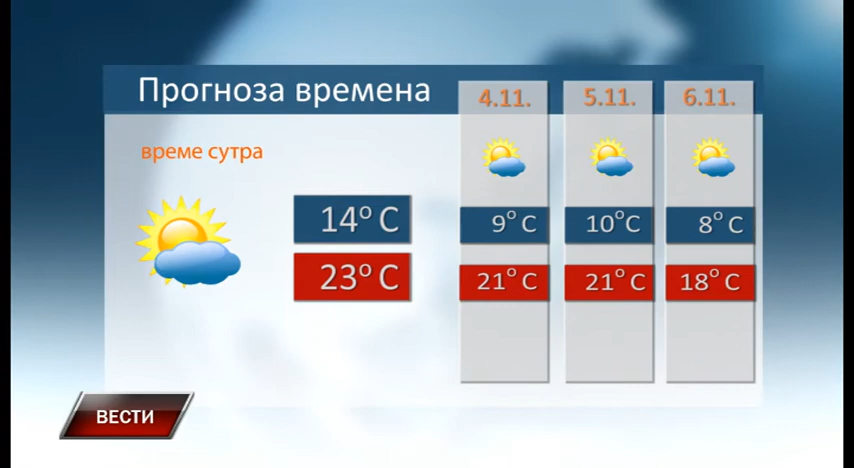 Прогноза времена
време сутра
14° C
23° C
4.11.
9° C
21° C
5.11.
10°C
21° C
6.11.
8° C
18° C
ВЕСТИ